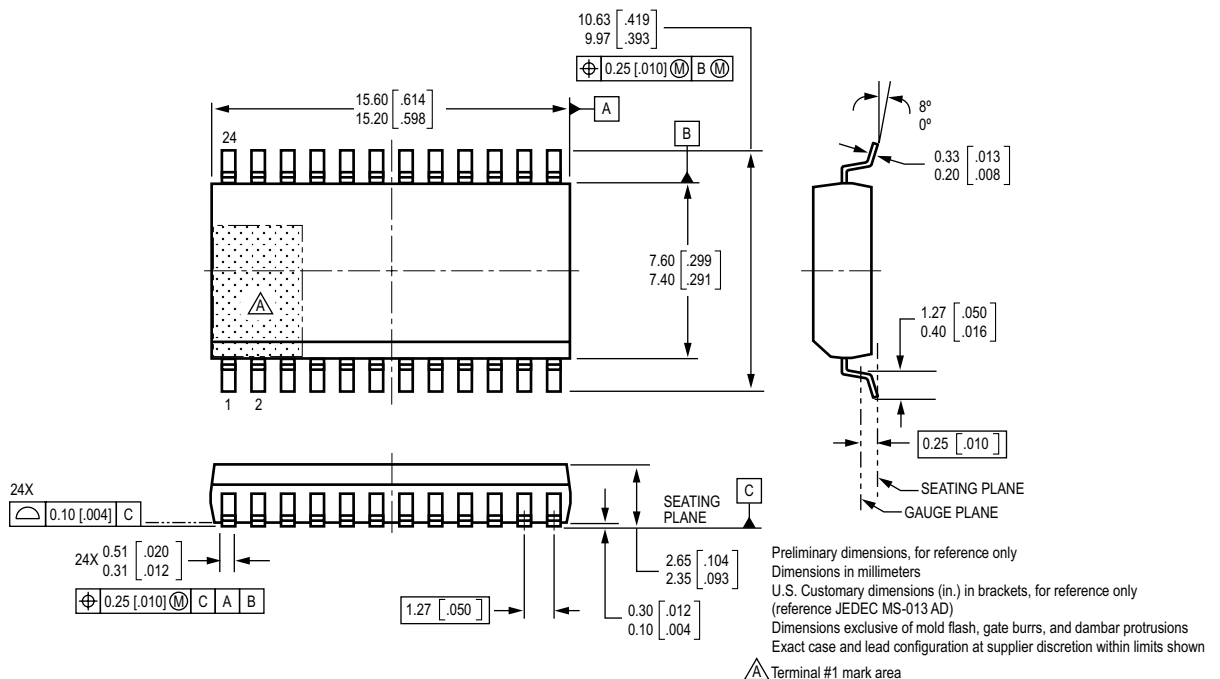 10.63 [.419]
9.97 [.393]
⌖ 0.25 [.010] Ⓜ B Ⓜ
15.60 [.614]
15.20 [.598]
A
24
B
8º
0º
0.33 [.013]
0.20 [.008]
7.60 [.299]
7.40 [.291]
A
1.27 [.050]
0.40 [.016]
1 2
0.25 [.010]
SEATING PLANE
GAUGE PLANE
24X
⌓ 0.10 [.004] C
SEATING
PLANE
C
24X 0.51 [.020]
0.31 [.012]
⌖ 0.25 [.010] Ⓜ C A B
1.27 [.050]
2.65 [.104]
2.35 [.093]
0.30 [.012]
0.10 [.004]
Preliminary dimensions, for reference only
Dimensions in millimeters
U.S. Customary dimensions (in.) in brackets, for reference only
(reference JEDEC MS-013 AD)
Dimensions exclusive of mold flash, gate burrs, and dambar protrusions
Exact case and lead configuration at supplier discretion within limits shown
A Terminal #1 mark area